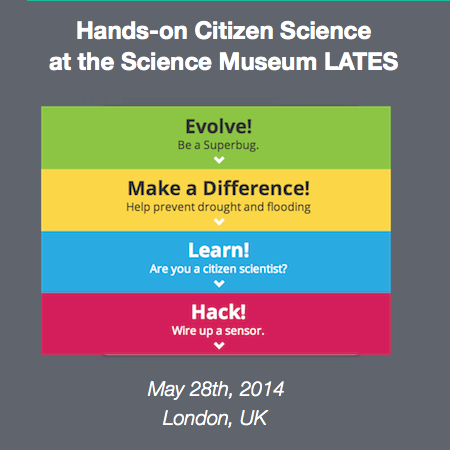 Hands-on Citizen Science
at the Science Museum LATES
Evolve!
Be a Superbug.
Make a Difference!
Help prevent drought and flooding
Learn!
Are you a citizen scientist?
Hack!
Wire up a sensor.
May 28th, 2014
London, UK